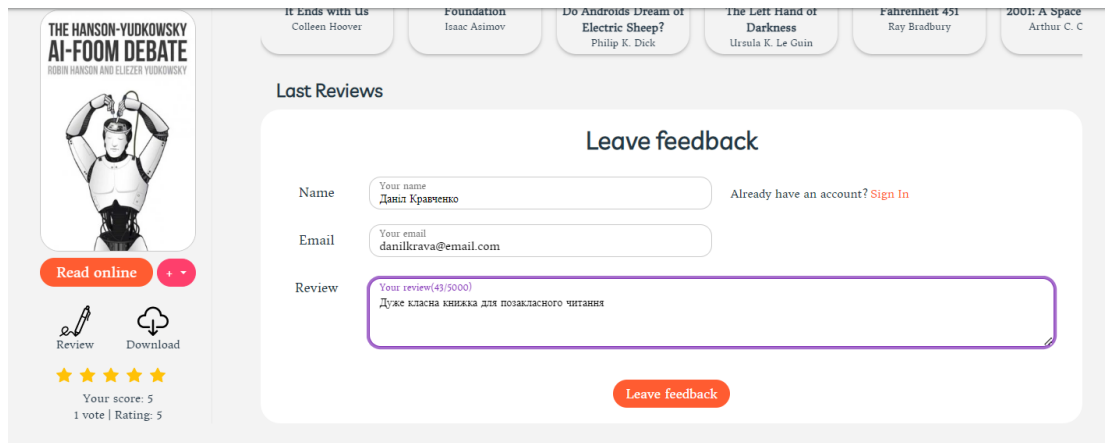 THE HANSON-YUDKOWSKY
AI-FOOM DEBATE
ROBIN HANSON AND ELIEZER YUDKOWSKY
Read online
+
Review
Download
Your score: 5
1 vote | Rating: 5
It Ends with Us
Colleen Hoover
Foundation
Isaac Asimov
Do Androids Dream of
Electric Sheep?
Philip K. Dick
The Left Hand of
Darkness
Ursula K. Le Guin
Fahrenheit 451
Ray Bradbury
2001: A Space
Arthur C. C
Last Reviews
Leave feedback
Name
Your name
Даніл Кравченко
Already have an account? Sign In
Email
Your email
danilkrava@email.com
Review
Your review(43/5000)
Дуже класна книжка для позакласного читання
Leave feedback